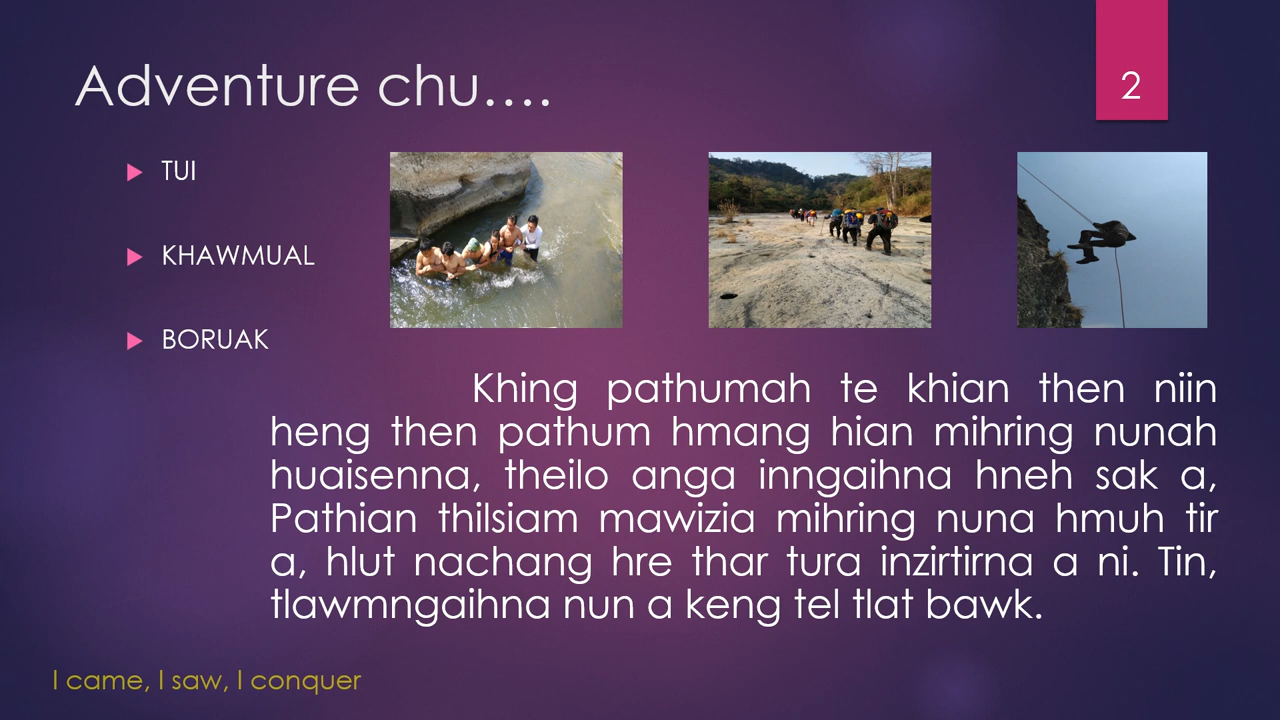 Adventure chu….
2
TUI
KHAWMUAL
BORUAK
Khing pathumah te khian then niin
heng then pathum hmang hian mihring nunah
huaisenna, theilo anga inngaihna hneh sak a,
Pathian thilsiam mawizia mihring nuna hmuh tir
a, hlut nachang hre thar tura inzirtirna a ni. Tin,
tlawmngaihna nun a keng tel tlat bawk.
I came, I saw, I conquer